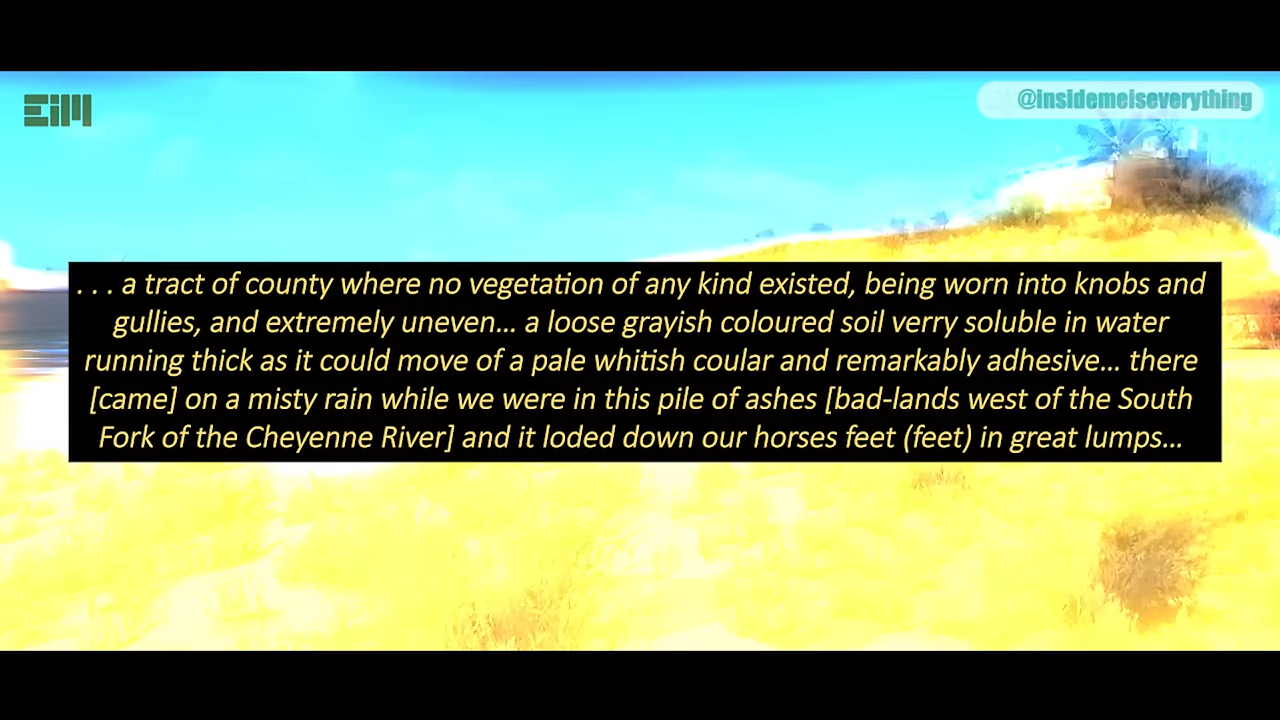 EiM
@insidemeiseverything
. . . a tract of county where no vegetation of any kind existed, being worn into knobs and
gullies, and extremely uneven... a loose grayish coloured soil verry soluble in water
running thick as it could move of a pale whitish coular and remarkably adhesive... there
[came] on a misty rain while we were in this pile of ashes [bad-lands west of the South
Fork of the Cheyenne River] and it loded down our horses feet (feet) in great lumps...